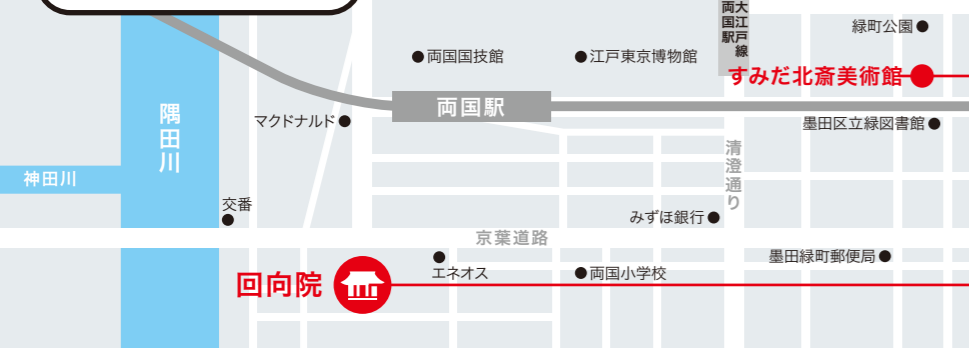 大江戸線
両国駅
緑町公園
両国国技館
江戸東京博物館
すみだ北斎美術館
両国駅
隅田川
マクドナルド
墨田区立緑図書館
清澄通り
神田川
交番
みずほ銀行
京葉道路
墨田緑町郵便局
エネオス
両国小学校
回向院